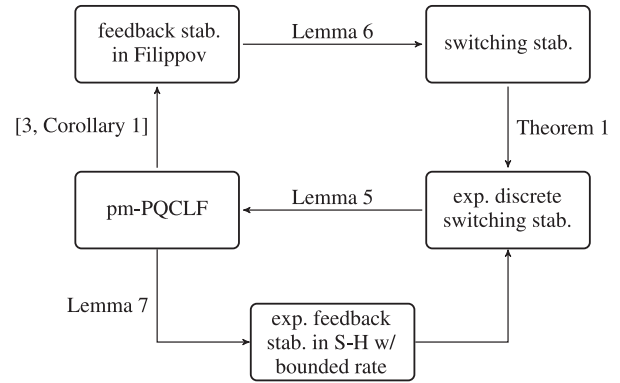 feedback stab.
in Filippov
Lemma 6
switching stab.
[3, Corollary 1]
Theorem 1
pm-PQCLF
Lemma 5
exp. discrete
switching stab.
Lemma 7
exp. feedback
stab. in S-H w/
bounded rate